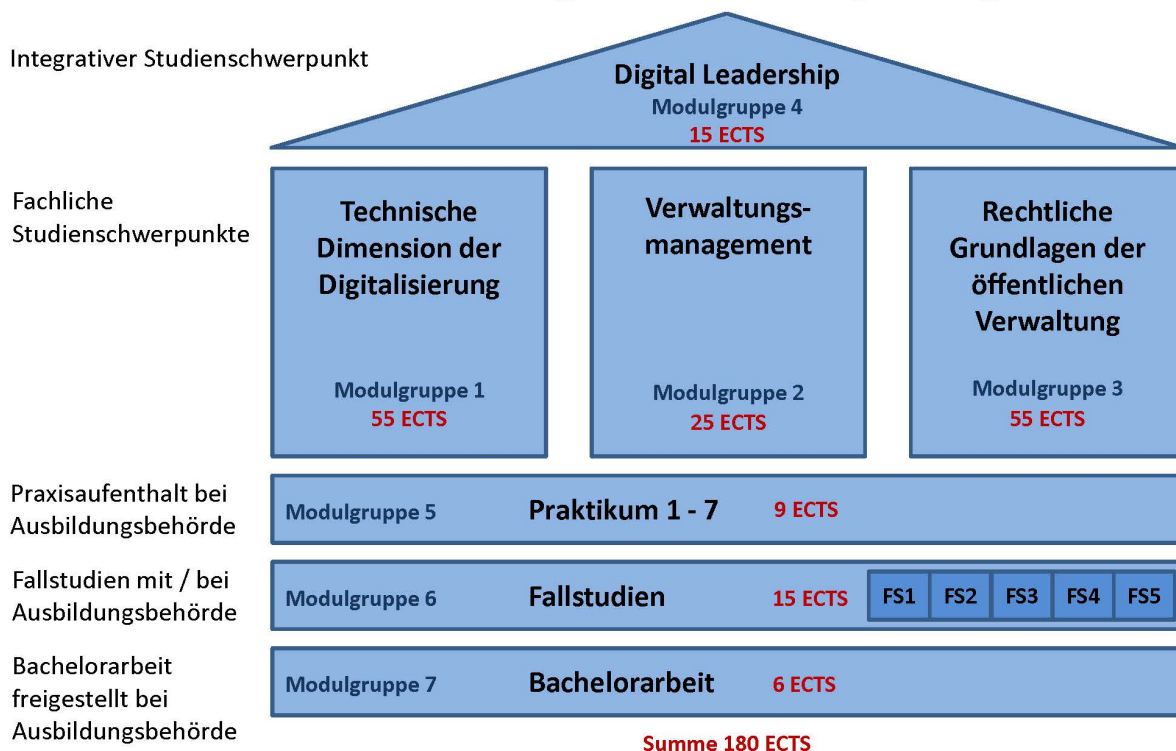 Integrativer Studienschwerpunkt
Digital Leadership
Modulgruppe 4
15 ECTS
Fachliche
Studienschwerpunkte
Technische
Dimension der
Digitalisierung
Modulgruppe 1
55 ECTS
Verwaltungs-
management
Modulgruppe 2
25 ECTS
Rechtliche
Grundlagen der
öffentlichen
Verwaltung
Modulgruppe 3
55 ECTS
Praxisaufenthalt bei
Ausbildungsbehörde
Modulgruppe 5 Praktikum 1 - 7 9 ECTS
Fallstudien mit / bei
Ausbildungsbehörde
Modulgruppe 6 Fallstudien 15 ECTS FS1 FS2 FS3 FS4 FS5
Bachelorarbeit
freigestellt bei
Ausbildungsbehörde
Modulgruppe 7 Bachelorarbeit 6 ECTS
Summe 180 ECTS